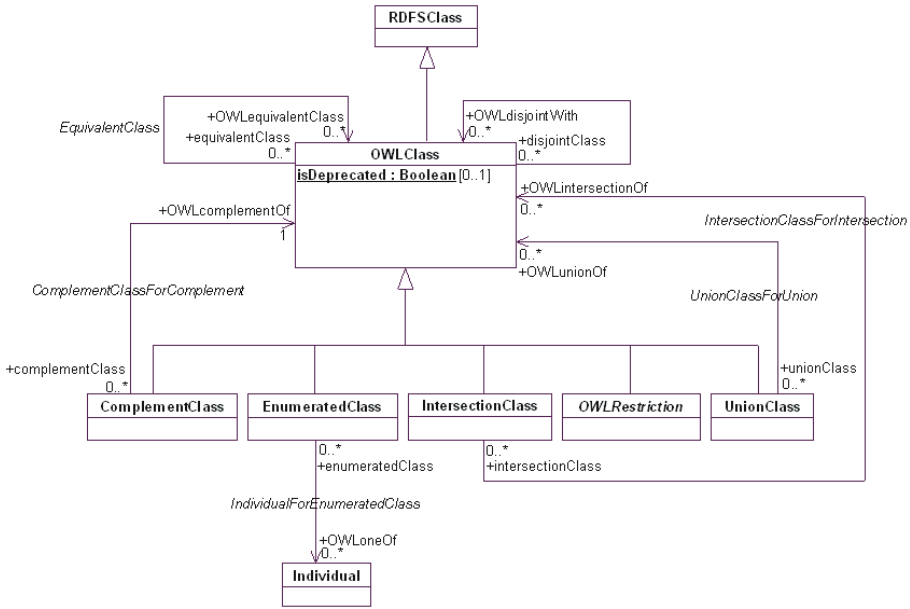 RDFSClass
+OWLequivalentClass
0..*
EquivalentClass
+equivalentClass
0..*
+OWLdisjointWith
0..*
+disjointClass
0..*
OWLClass
isDeprecated : Boolean[0..1]
+OWLcomplementOf
1
+OWLintersectionOf
0..*
IntersectionClassForIntersection
0..*
+OWLunionOf
ComplementClassForComplement
UnionClassForUnion
+complementClass
0..*
+unionClass
0..*
ComplementClass
EnumeratedClass
IntersectionClass
OWLRestriction
UnionClass
0..*
+enumeratedClass
0..*
+intersectionClass
IndividualForEnumeratedClass
+OWLoneOf
0..*
Individual